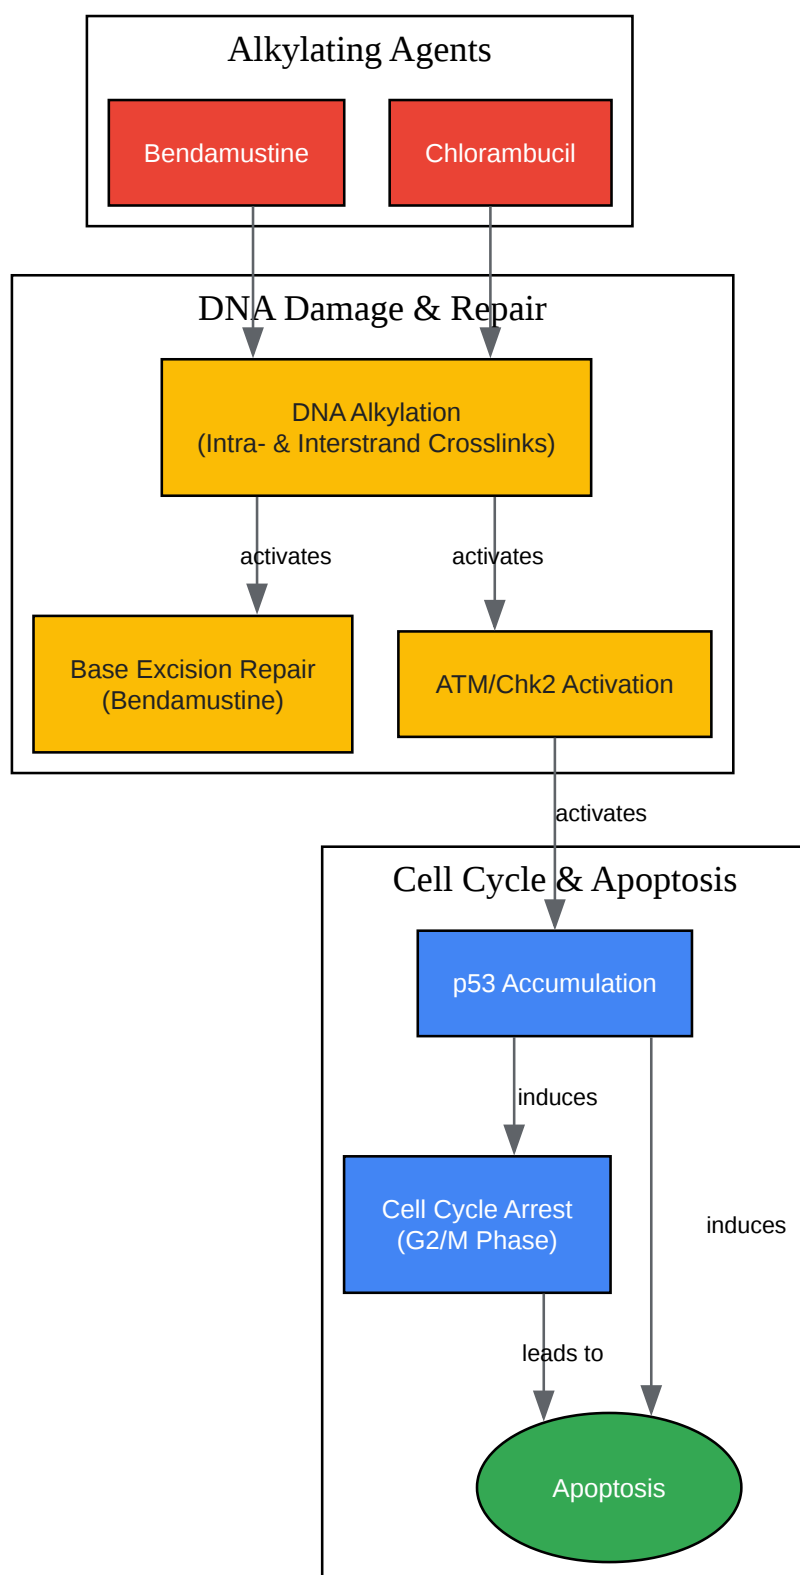 Alkylating Agents
Bendamustine
Chlorambucil
DNA Damage & Repair
DNA Alkylation
(Intra- & Interstrand Crosslinks)
activates
activates
Base Excision Repair
(Bendamustine)
ATM/Chk2 Activation
activates
Cell Cycle & Apoptosis
p53 Accumulation
induces
Cell Cycle Arrest
(G2/M Phase)
induces
leads to
Apoptosis